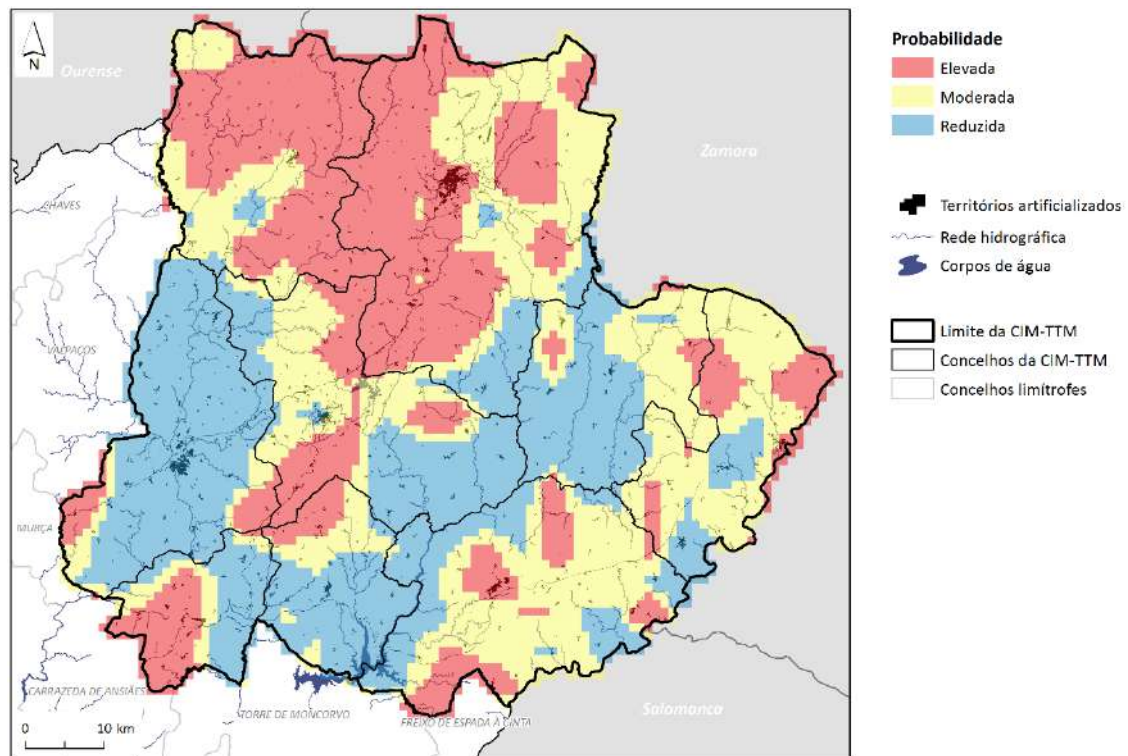 N
Ourense
Zamora
CHAVES
VALPAÇOS
MURÇA
CARRAZEDA DE ANSIÃES
TORRE DE MONCORVO
FREIXO DE ESPADA À CINTA
Salamanca
0 10 km
Probabilidade
Elevada
Moderada
Reduzida
Territórios artificializados
Rede hidrográfica
Corpos de água
Limite da CIM-TTM
Concelhos da CIM-TTM
Concelhos limítrofes